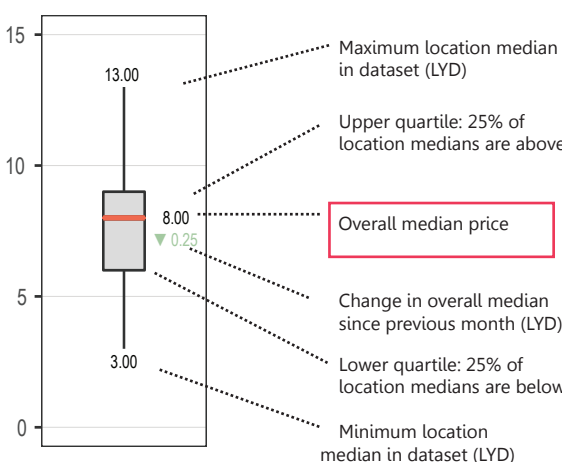 15
10
5
0
13.00
8.00
▼ 0.25
3.00
Maximum location median
in dataset (LYD)
Upper quartile: 25% of
location medians are above
Overall median price
Change in overall median
since previous month (LYD)
Lower quartile: 25% of
location medians are below
Minimum location
median in dataset (LYD)